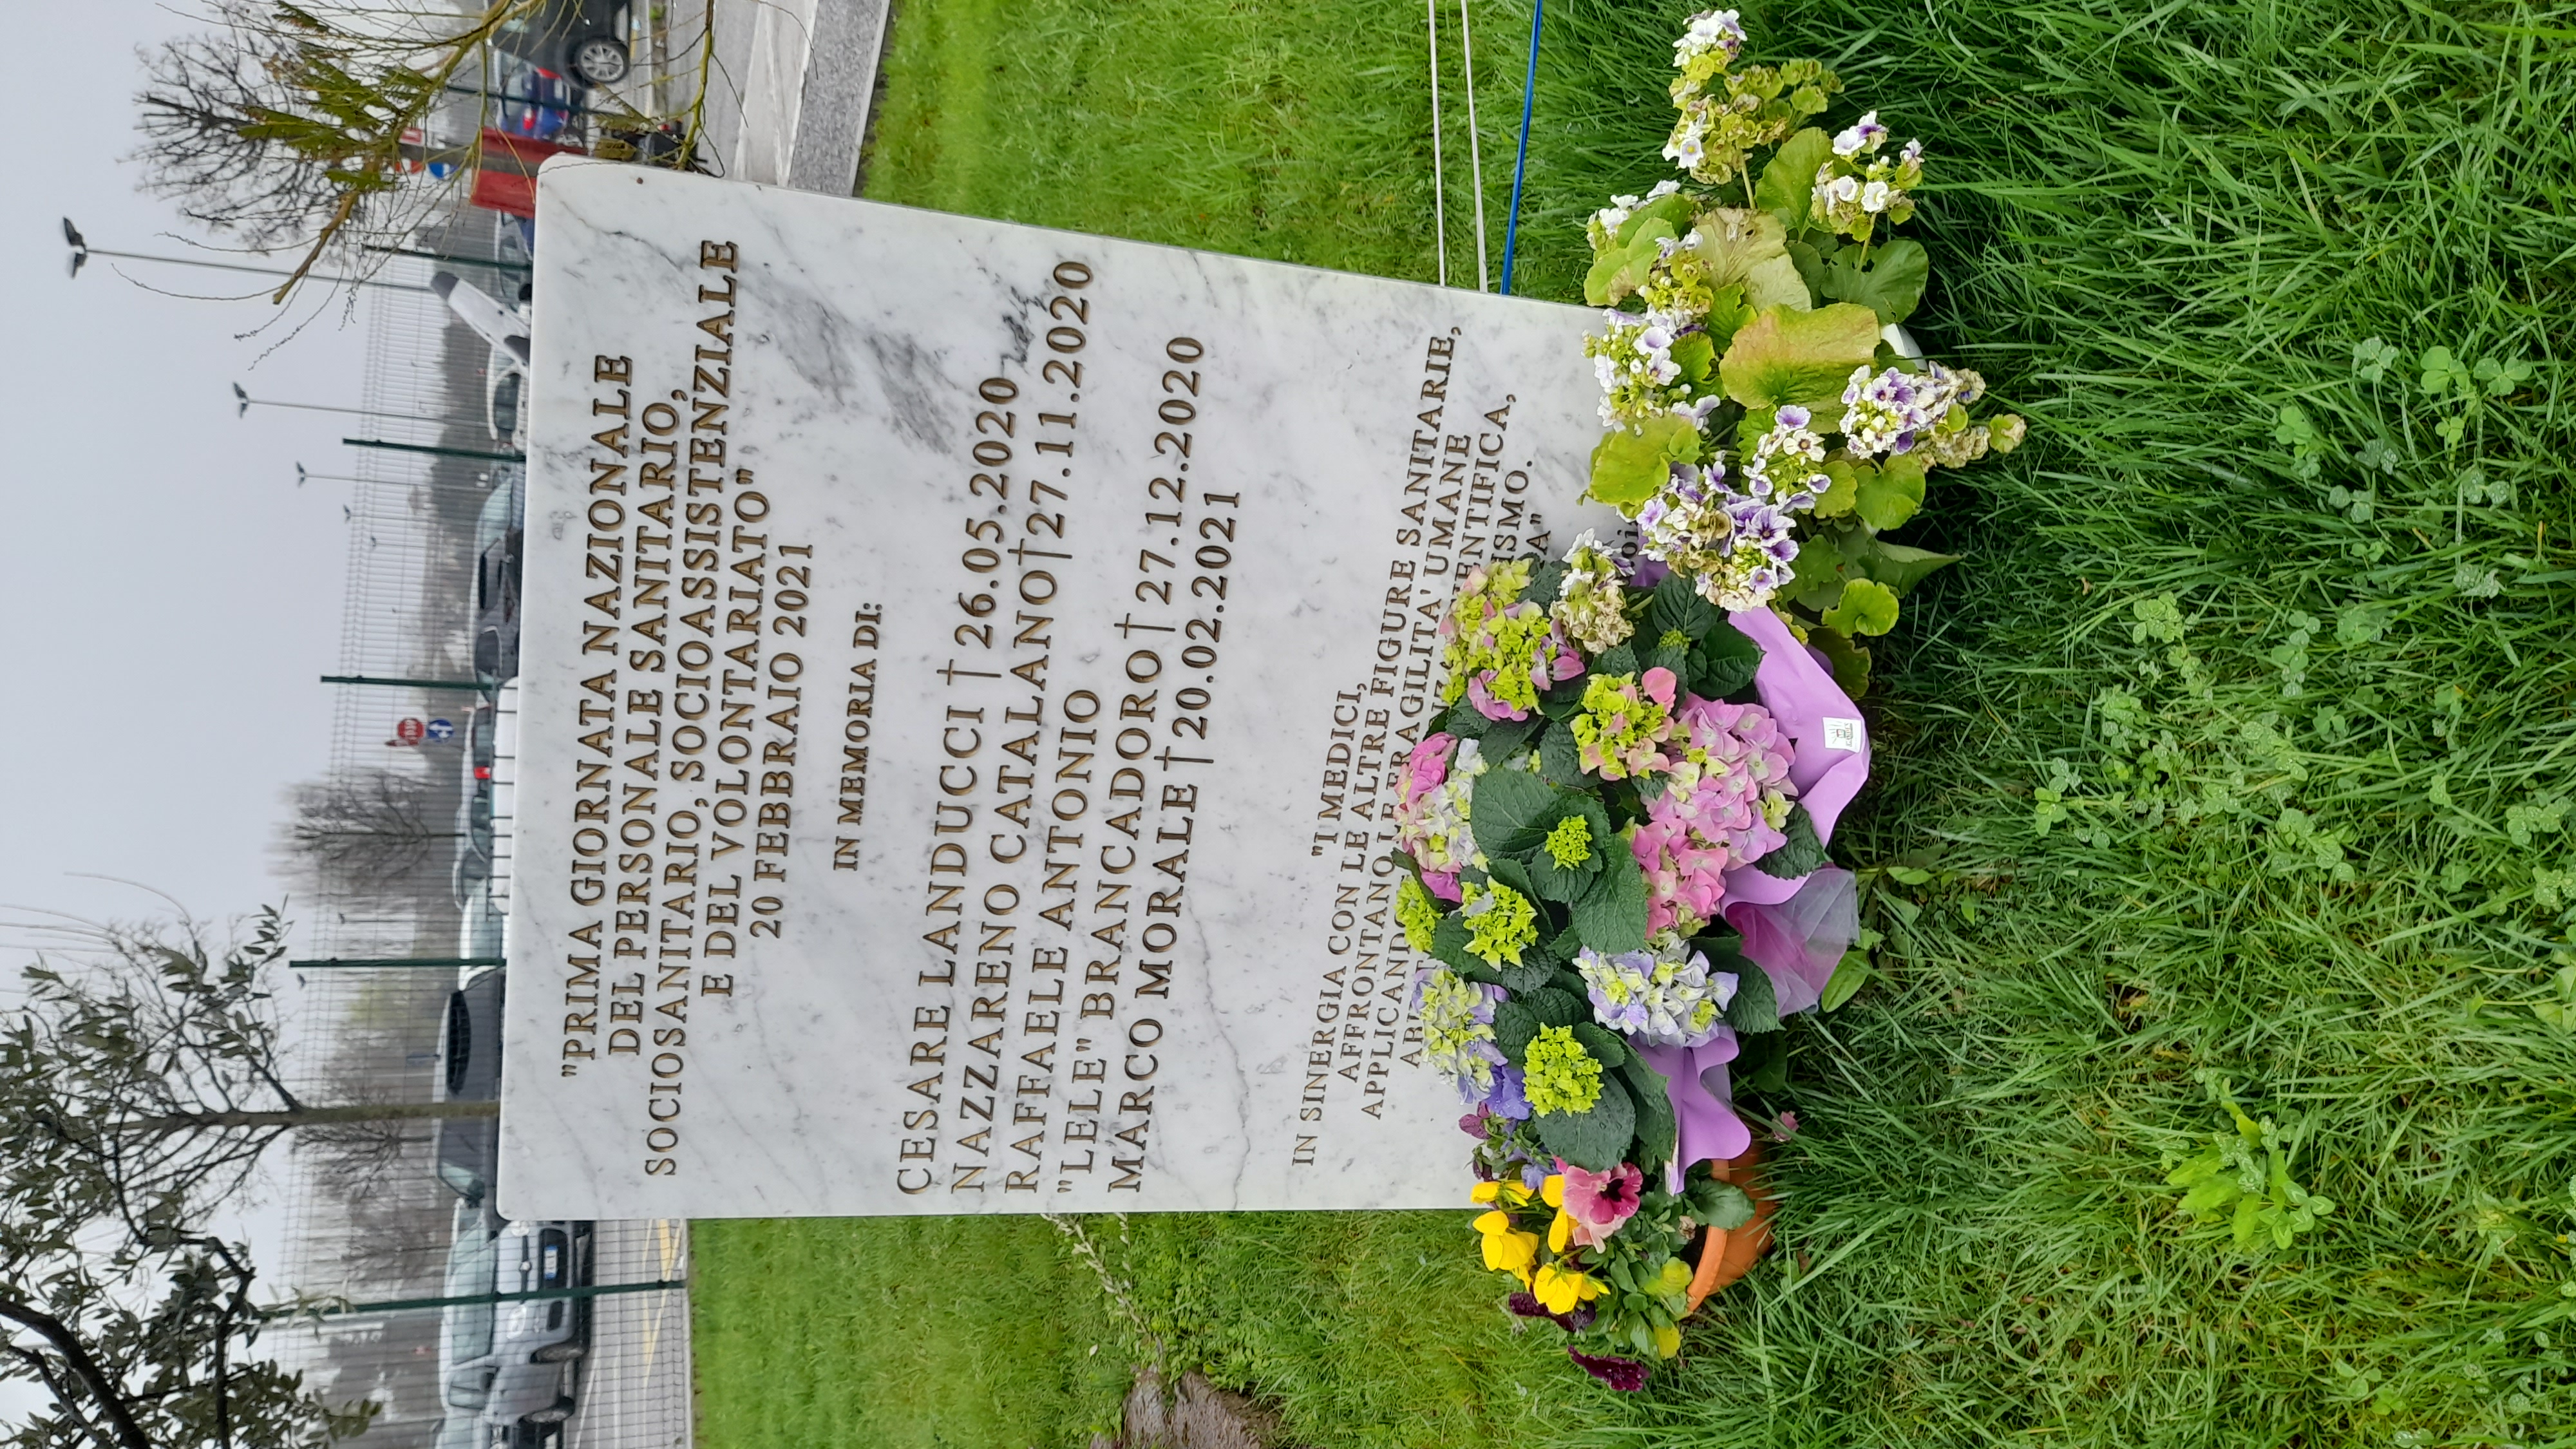 "PRIMA GIORNATA NAZIONALE
DEL PERSONALE SANITARIO,
SOCIOSANITARIO, SOCIOASSISTENZIALE
E DEL VOLONTARIATO"
20 FEBBRAIO 2021
IN MEMORIA DI:
CESARE LANDUCCI † 26.05.2020
NAZZARENO CATALANO † 27.11.2020
RAFFAELE ANTONIO
"LELE" BRANCADORO † 27.12.2020
MARCO MORALE † 20.02.2021
"I MEDICI,
IN SINERGIA CON LE ALTRE FIGURE SANITARIE,
AFFRONTANO LE FRAGILITA' UMANE
APPLICANDO